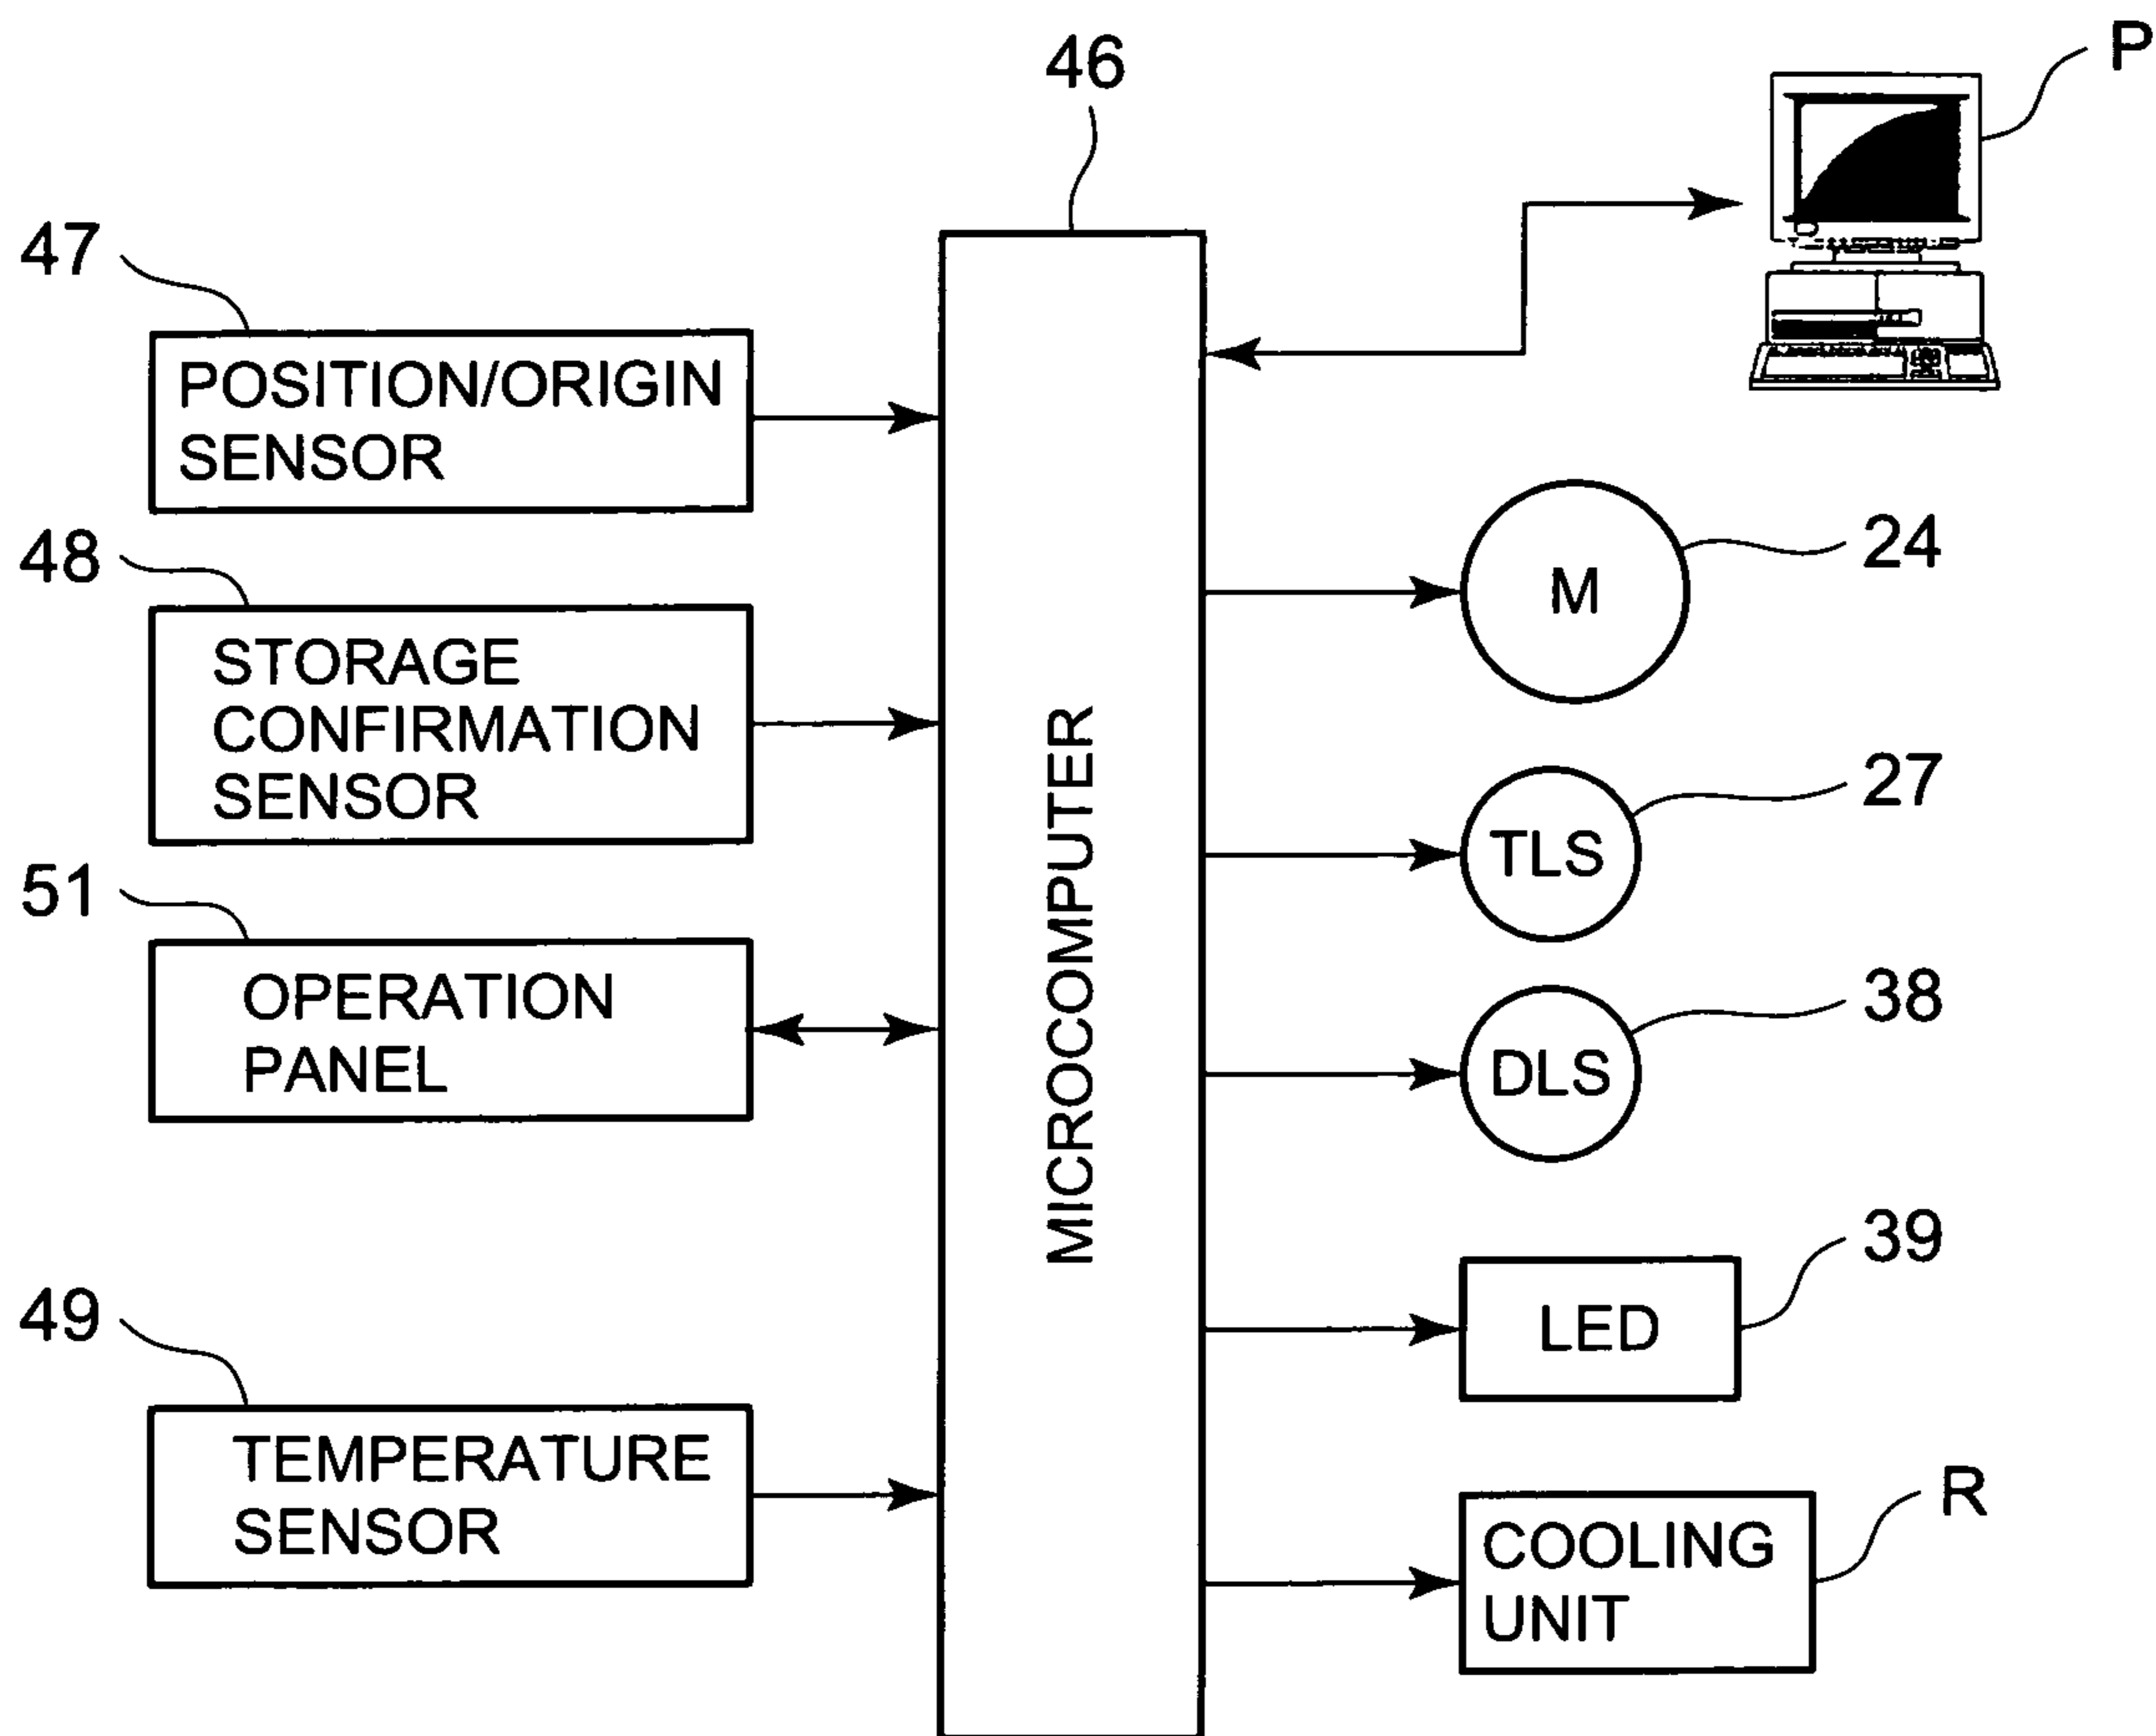 46
P
47
POSITION/ORIGIN
SENSOR
48
STORAGE
CONFIRMATION
SENSOR
51
OPERATION
PANEL
49
TEMPERATURE
SENSOR
MICROCOMPUTER
M
24
TLS
27
DLS
38
LED
39
COOLING
UNIT
R